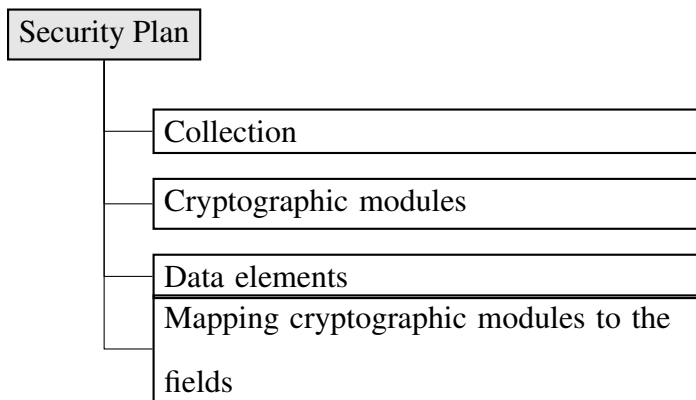 Security Plan
Collection
Cryptographic modules
Data elements
Mapping cryptographic modules to the
fields